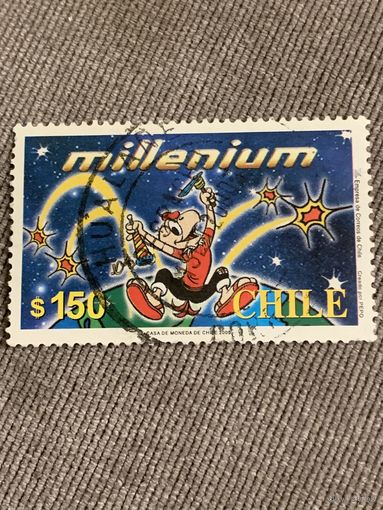 millenium
Empresa de Correos de Chile
Creado por PEPO
$150
CHILE
CASA DE MONEDA DE CHILE